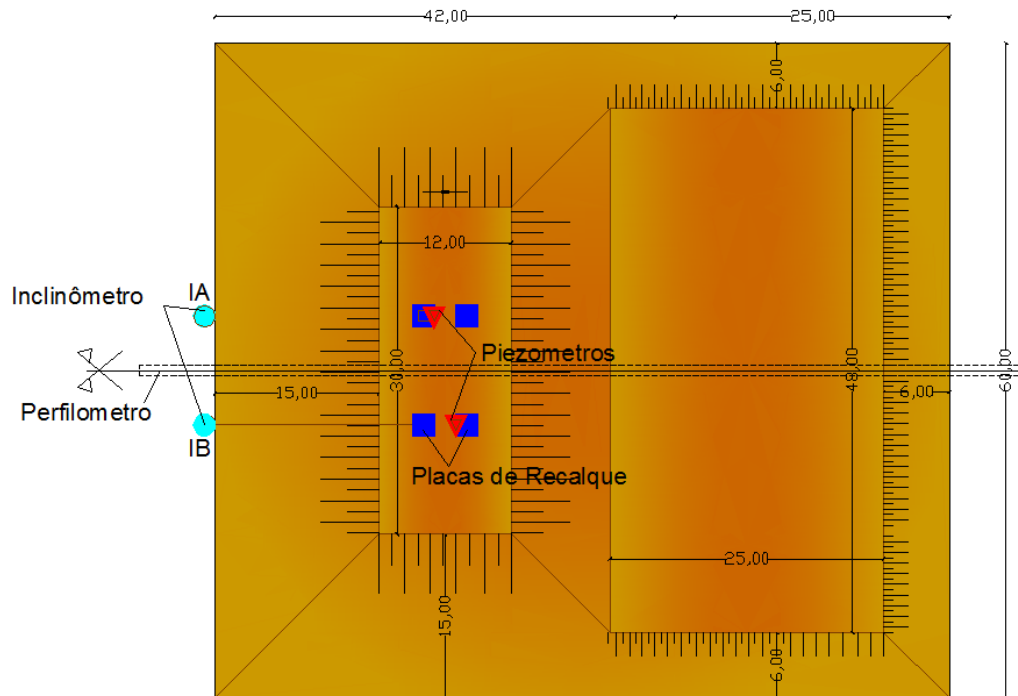 42,00
25,00
6,00
12,00
Inclinômetro
IA
Piezometros
30,00
48,00
60,00
15,00
6,00
Perfilometro
IB
Placas de Recalque
25,00
15,00
6,00